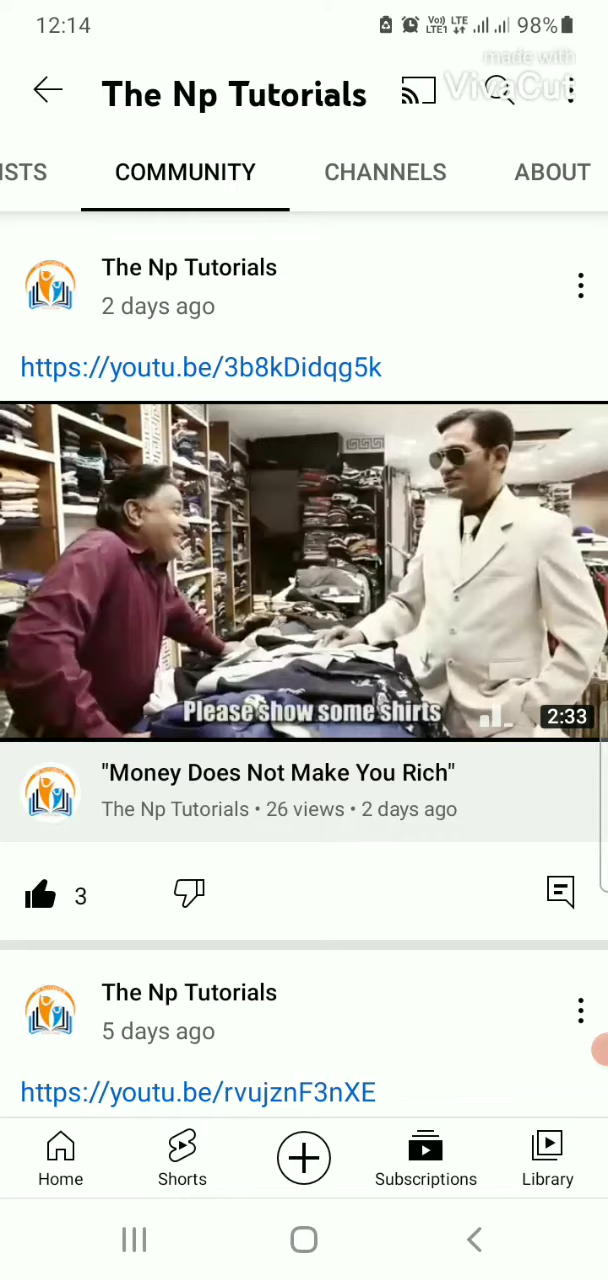 12:14
Vo)) LTE
LTE1
98%
made with
VivaCut
The Np Tutorials
ISTS
COMMUNITY
CHANNELS
ABOUT
The Np Tutorials
2 days ago
https://youtu.be/3b8kDidqg5k
Please show some shirts
2:33
"Money Does Not Make You Rich"
The Np Tutorials • 26 views • 2 days ago
3
The Np Tutorials
5 days ago
https://youtu.be/rvujznF3nXE
Home
Shorts
Subscriptions
Library